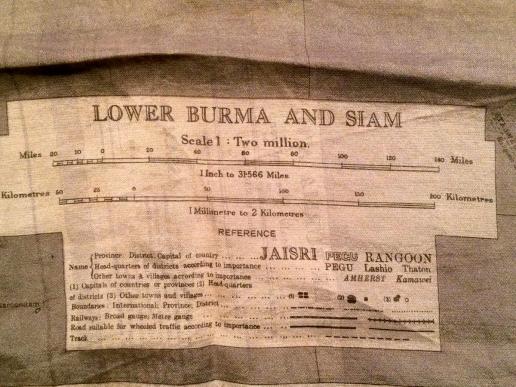 LOWER BURMA AND SIAM
Scale 1 : Two million.
Miles 20 10 0 20 40 60 80 100 120 140 Miles
1 Inch to 31·566 Miles
Kilometres 50 25 0 50 100 150 200 Kilometres
1 Millimetre to 2 Kilometres
REFERENCE
Province District Capital of country JAISRI PEGU RANGOON
Name Head-quarters of districts according to importance PEGU Lashio Thaton
Other towns & villages according to importance AMHERST Kamawei
(1) Capitals of countries or provinces (2) Head-quarters
of districts (3) Other towns and villages (1) (2) (3)
Boundaries : International; Province; District
Railways: Broad gauge; Metre gauge
Road suitable for wheeled traffic according to importance
Track